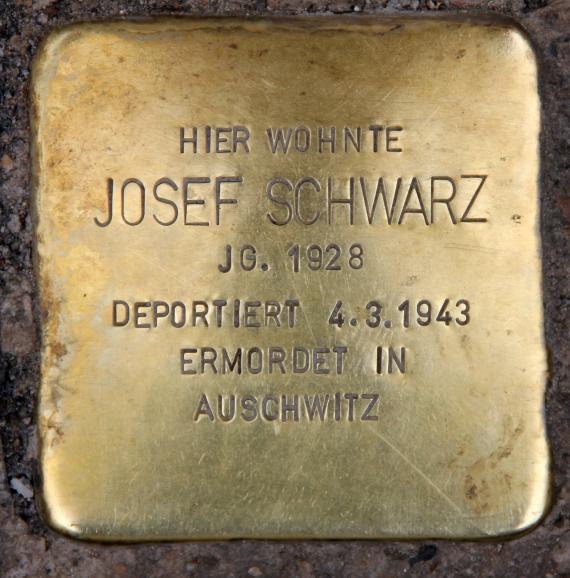 HIER WOHNTE
JOSEF SCHWARZ
JG. 1928
DEPORTIERT 4.3.1943
ERMORDET IN
AUSCHWITZ